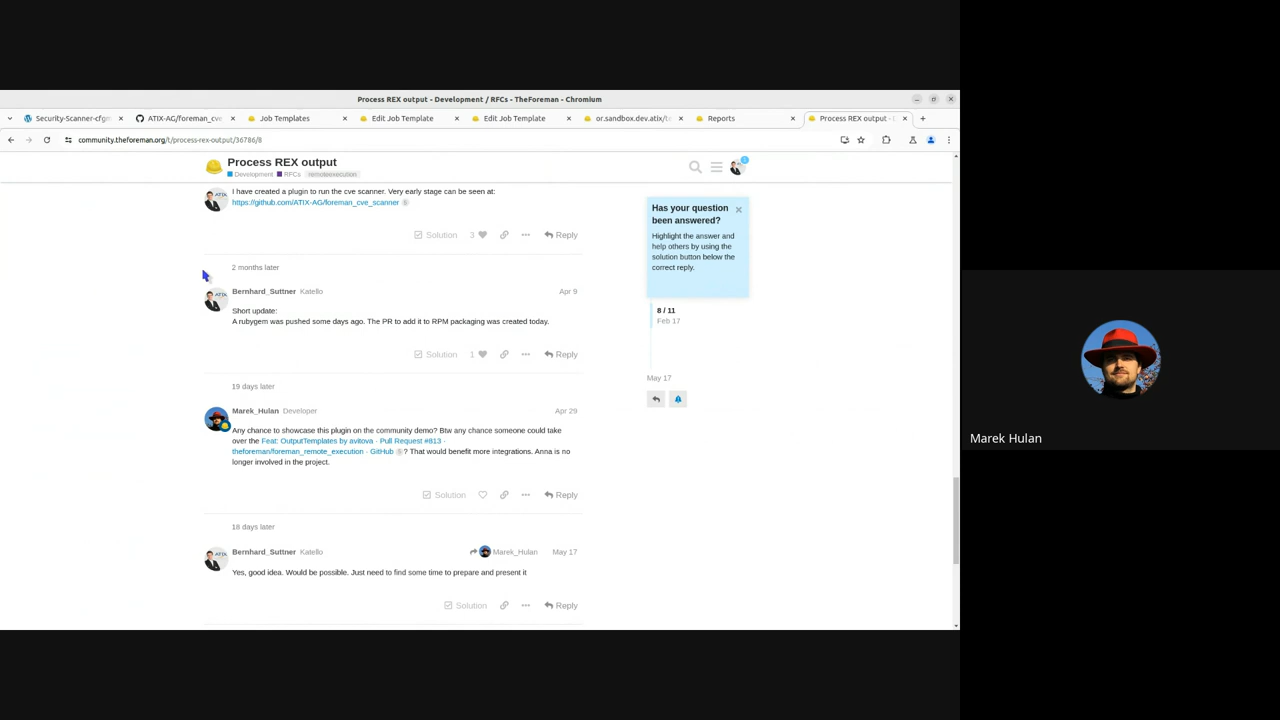 Process REX output - Development / RFCs - TheForeman - Chromium
Security-Scanner-cfgm
ATIX-AG/foreman_cve
Job Templates
Edit Job Template
Edit Job Template
or.sandbox.dev.atix/te
Reports
Process REX output -
community.theforeman.org/t/process-rex-output/36786/8
Process REX output
Development RFCs remoteexecution
1
I have created a plugin to run the cve scanner. Very early stage can be seen at:
https://github.com/ATIX-AG/foreman_cve_scanner 5
Solution 3 Reply
2 months later
Bernhard_Suttner Katello Apr 9
Short update:
A rubygem was pushed some days ago. The PR to add it to RPM packaging was created today.
Solution 1 Reply
19 days later
Marek_Hulan Developer Apr 29
Any chance to showcase this plugin on the community demo? Btw any chance someone could take
over the Feat: OutputTemplates by avitova · Pull Request #813 ·
theforeman/foreman_remote_execution · GitHub 5 ? That would benefit more integrations. Anna is no
longer involved in the project.
Solution Reply
18 days later
Bernhard_Suttner Katello Marek_Hulan May 17
Yes, good idea. Would be possible. Just need to find some time to prepare and present it
Solution Reply
Has your question
been answered?
Highlight the answer and
help others by using the
solution button below the
correct reply.
8 / 11
Feb 17
May 17
Marek Hulan